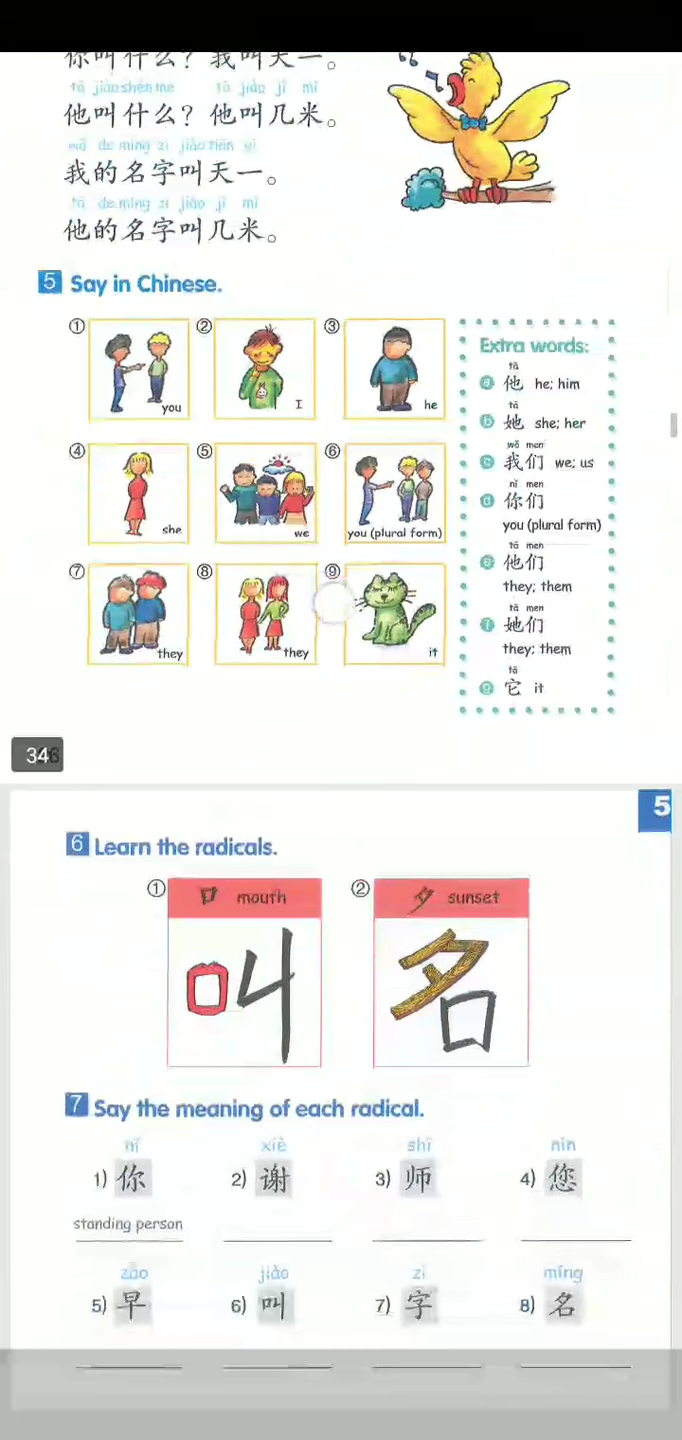 你叫什么？我叫天一。
tā jiào shén me tā jiào jǐ mǐ
他叫什么？他叫几米。
wǒ de míng zi jiào tiān yī
我的名字叫天一。
tā de míng zi jiào jǐ mǐ
他的名字叫几米。
5 Say in Chinese.
① you
② I
③ he
④ she
⑤ we
⑥ you (plural form)
⑦ they
⑧ they
⑨ it
Extra words:
tā
a 他 he; him
tā
b 她 she; her
wǒ men
c 我们 we; us
nǐ men
d 你们
you (plural form)
tā men
e 他们
they; them
tā men
f 她们
they; them
tā
g 它 it
34
5
6 Learn the radicals.
① 口 mouth
叫
② 夕 sunset
名
7 Say the meaning of each radical.
nǐ xiè shī nín
1) 你 2) 谢 3) 师 4) 您
standing person
zǎo jiào zì míng
5) 早 6) 叫 7) 字 8) 名